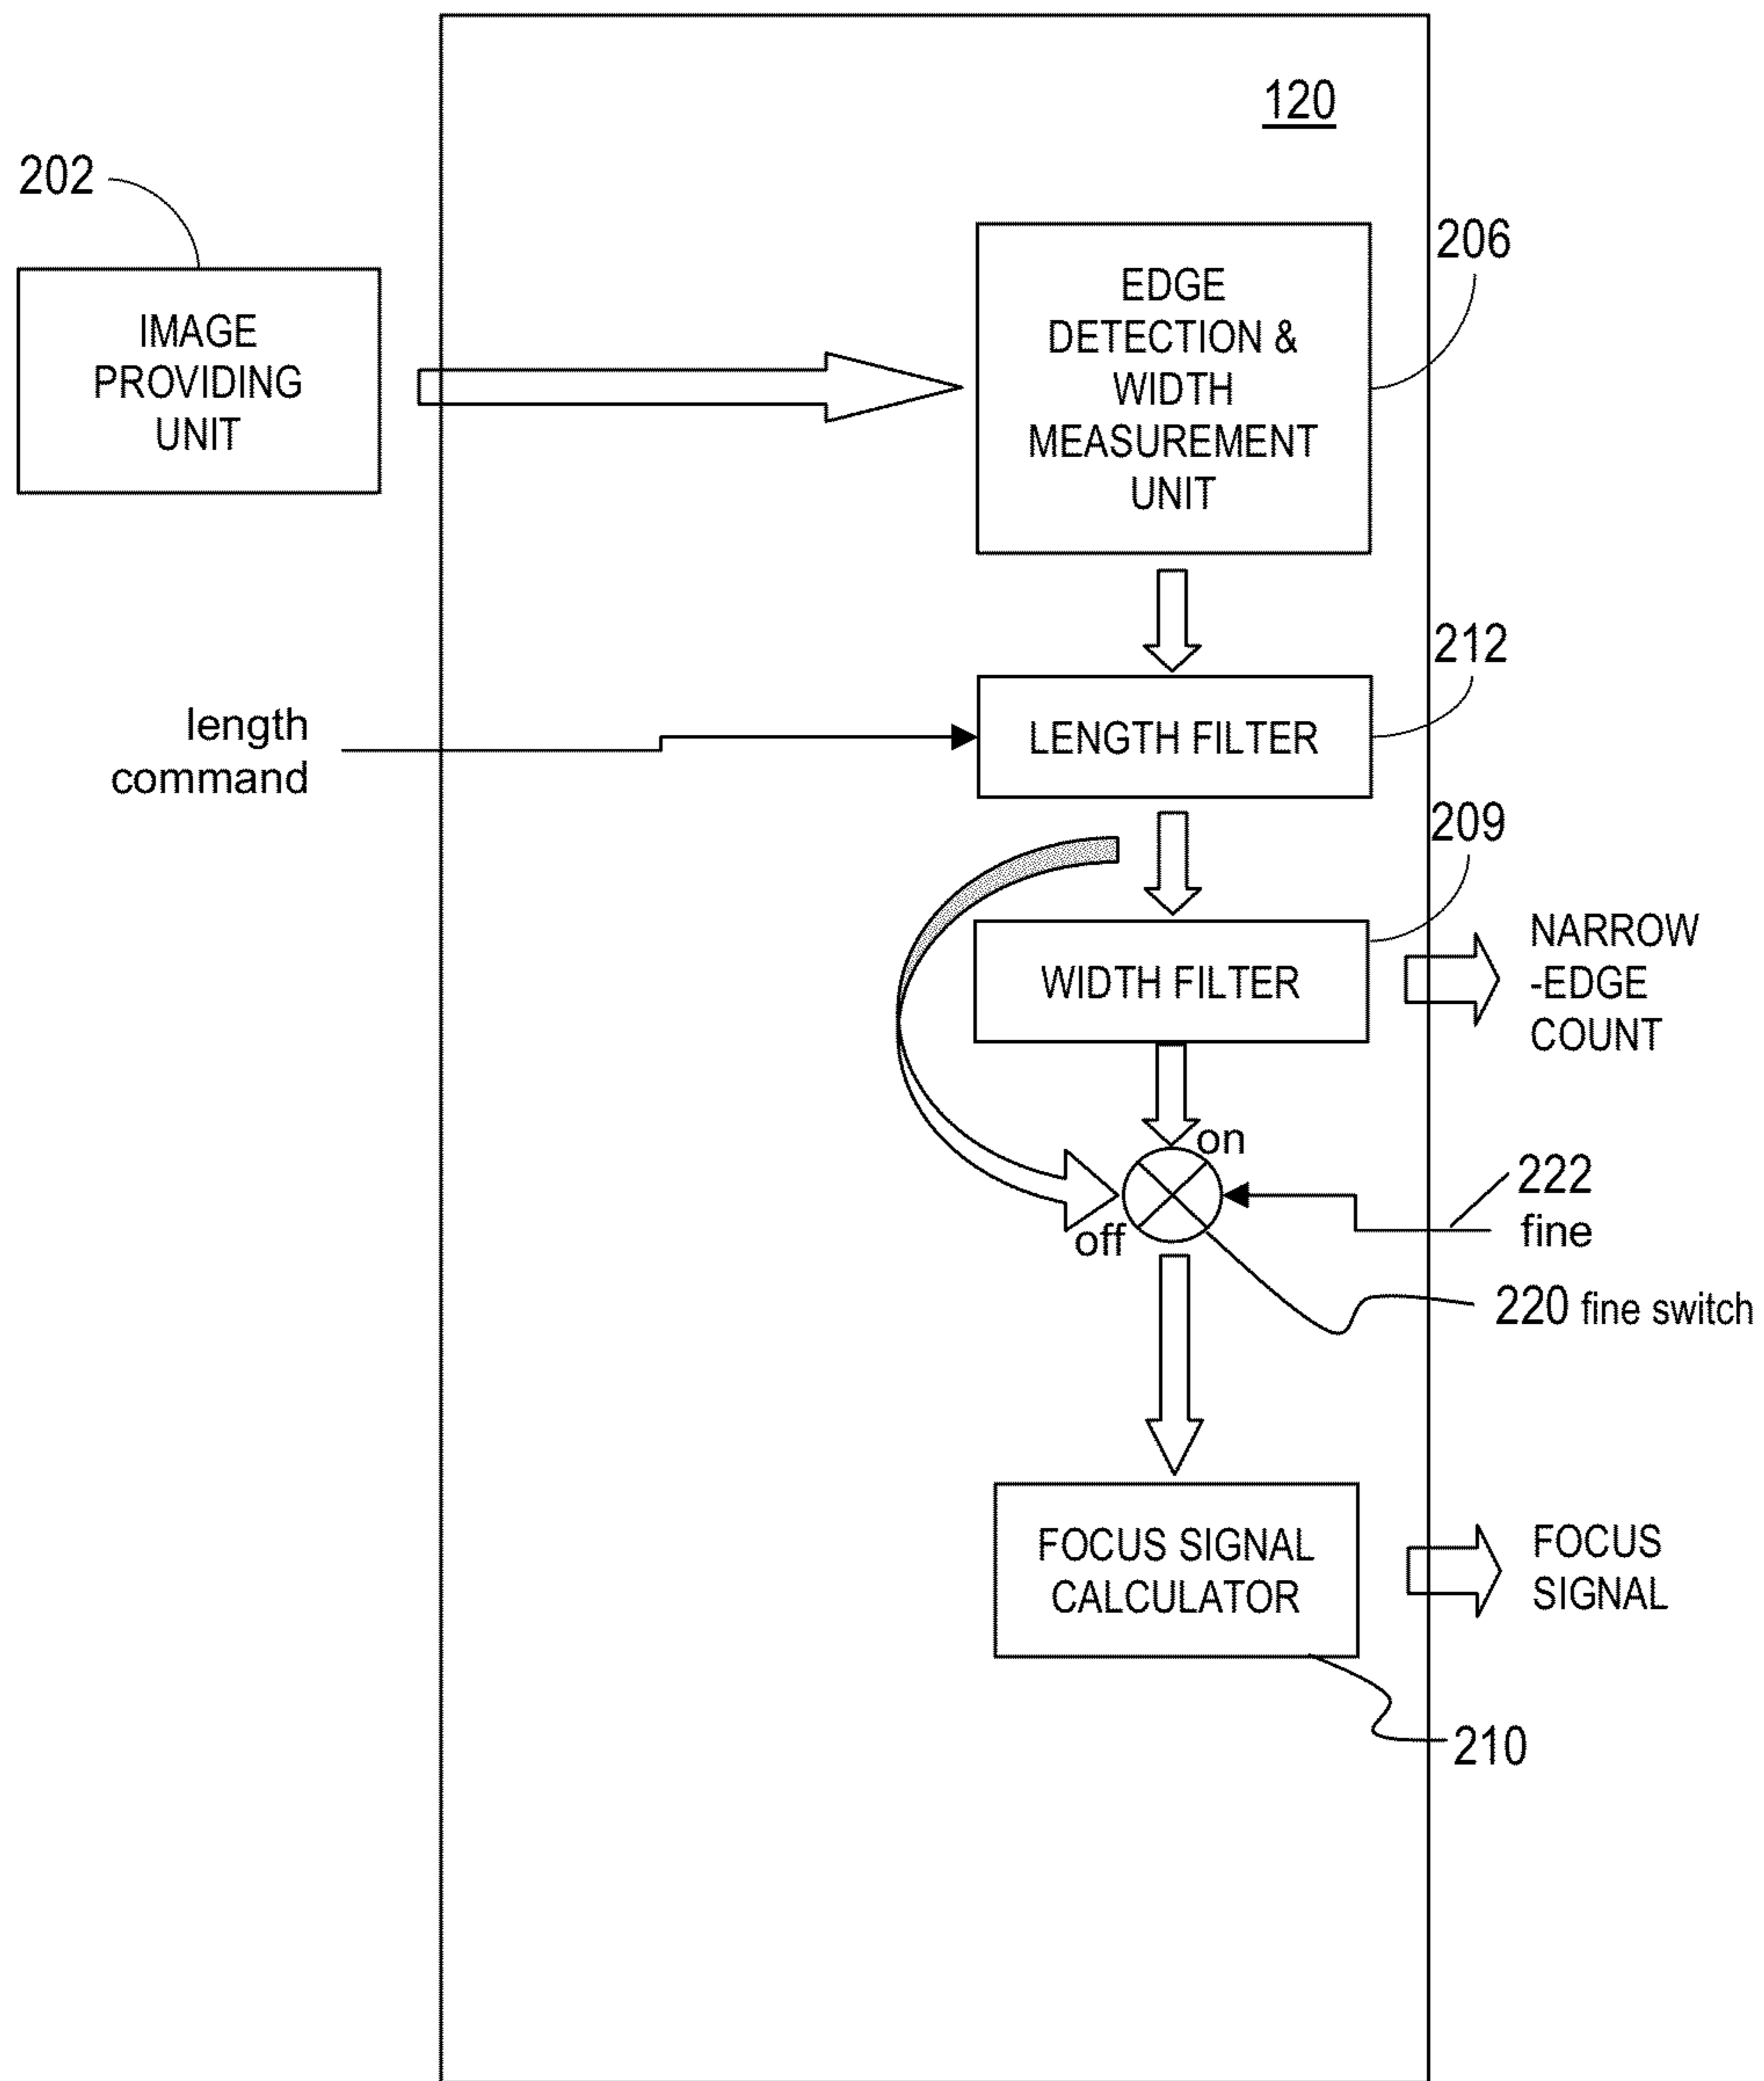 120
202
IMAGE
PROVIDING
UNIT
206
EDGE
DETECTION &
WIDTH
MEASUREMENT
UNIT
212
length
command
LENGTH FILTER
209
WIDTH FILTER
NARROW
-EDGE
COUNT
on
off
222
fine
220 fine switch
FOCUS SIGNAL
CALCULATOR
FOCUS
SIGNAL
210